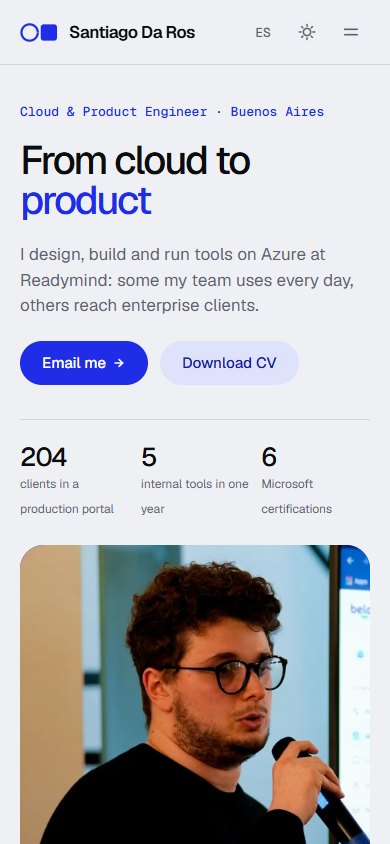 Santiago Da Ros
ES
Cloud & Product Engineer · Buenos Aires
From cloud to
product
I design, build and run tools on Azure at
Readymind: some my team uses every day,
others reach enterprise clients.
Email me →
Download CV
204
clients in a
production portal
5
internal tools in one
year
6
Microsoft
certifications
Apps